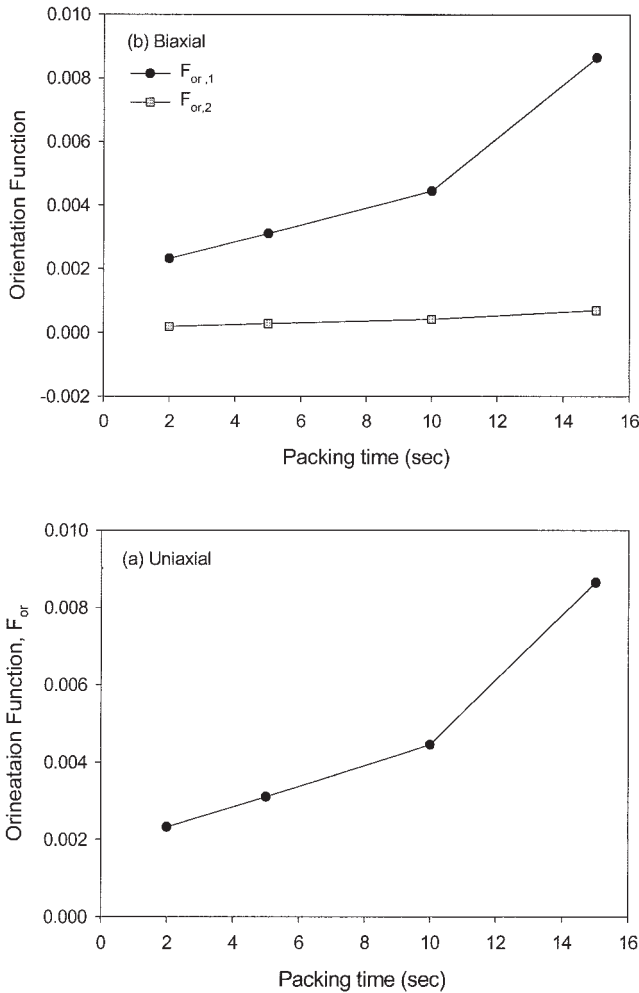 (b) Biaxial
F or ,1
F or,2
Orientation Function
0.010
0.008
0.006
0.004
0.002
0.000
-0.002
0 2 4 6 8 10 12 14 16
Packing time (sec)
(a) Uniaxial
Orineataion Function, F or
0.010
0.008
0.006
0.004
0.002
0.000
0 2 4 6 8 10 12 14 16
Packing time (sec)